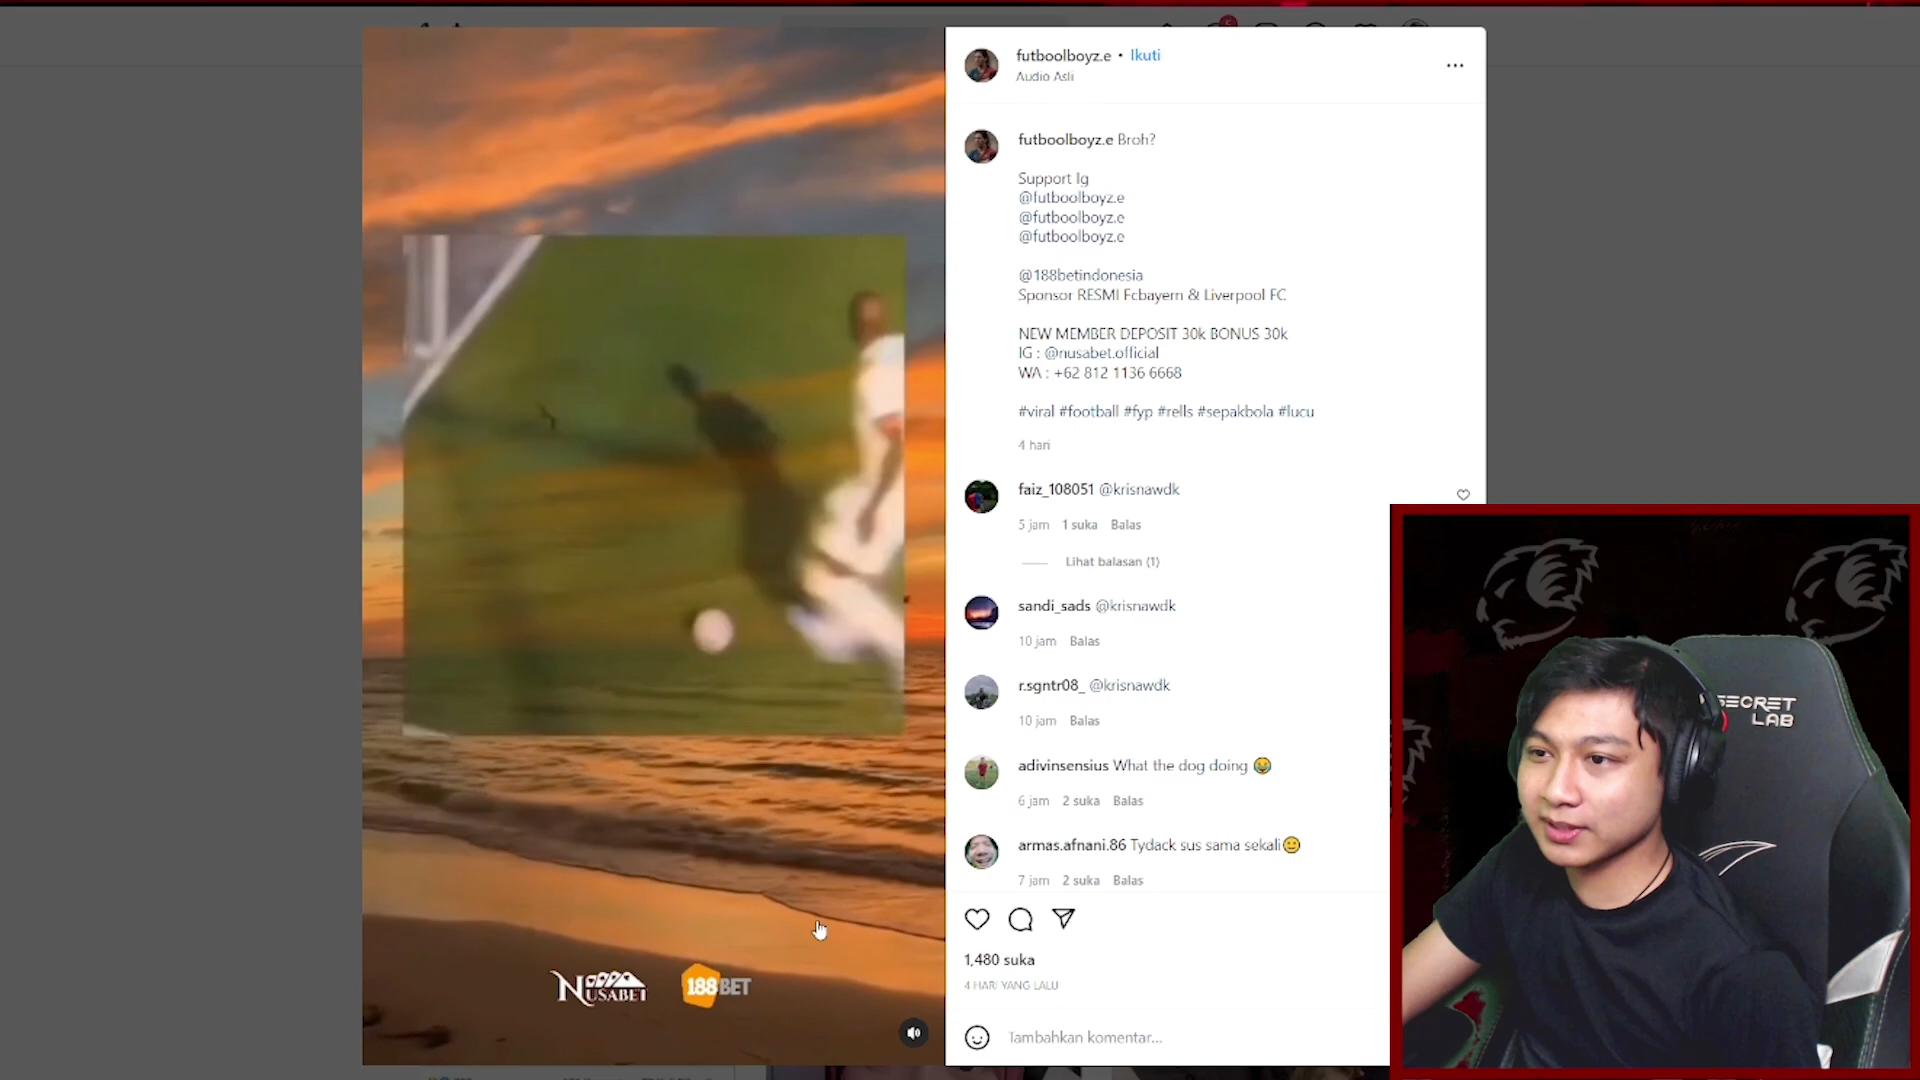 futboolboyz.e • Ikuti
Audio Asli
futboolboyz.e Broh?
Support Ig
@futboolboyz.e
@futboolboyz.e
@futboolboyz.e
@188betindonesia
Sponsor RESMI Fcbayern & Liverpool FC
NEW MEMBER DEPOSIT 30k BONUS 30k
IG : @nusabet.official
WA : +62 812 1136 6668
#viral #football #fyp #rells #sepakbola #lucu
4 hari
faiz_108051 @krisnawdk
5 jam 1 suka Balas
Lihat balasan (1)
sandi_sads @krisnawdk
10 jam Balas
r.sgntr08_ @krisnawdk
10 jam Balas
adivinsensius What the dog doing 😂
6 jam 2 suka Balas
armas.afnani.86 Tydack sus sama sekali😊
7 jam 2 suka Balas
1,480 suka
4 HARI YANG LALU
Tambahkan komentar...
NUSABET
188BET
SECRET
LAB